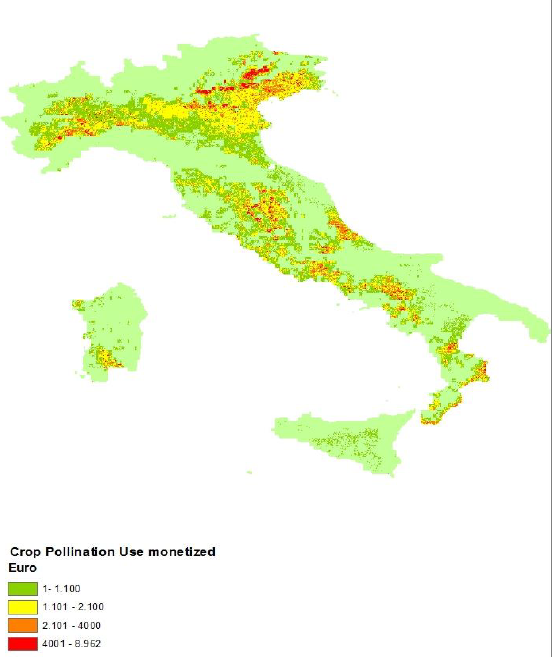 Crop Pollination Use monetized
Euro
1- 1.100
1.101 - 2.100
2.101 - 4000
4001 - 8.962